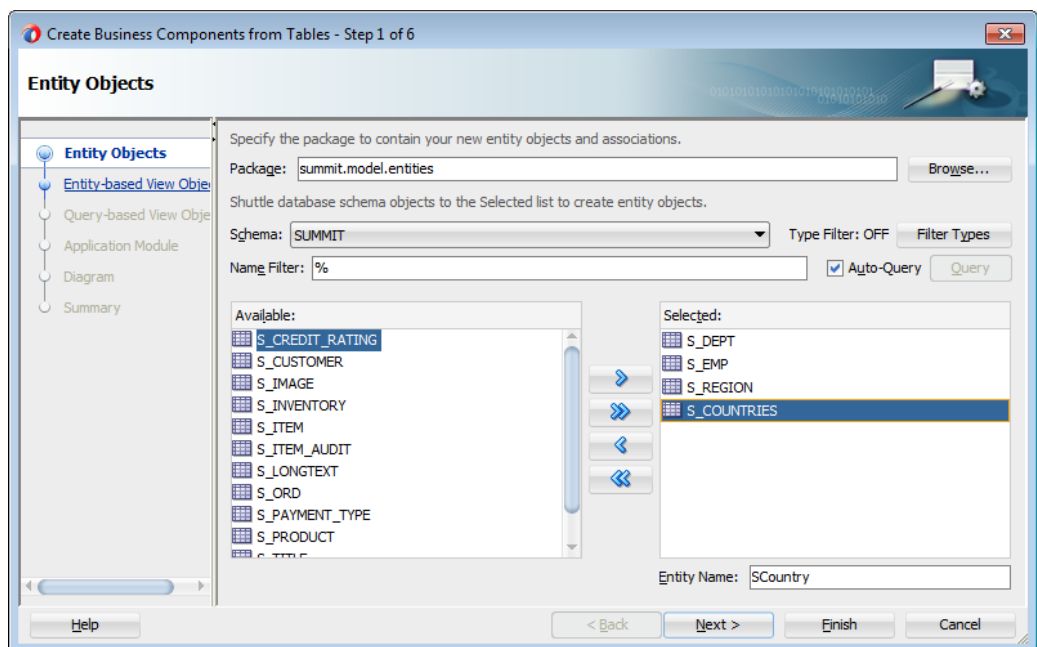 Create Business Components from Tables - Step 1 of 6
Entity Objects
010101010101010101010101
01010101010
Entity Objects
Entity-based View Obje
Query-based View Obje
Application Module
Diagram
Summary
Specify the package to contain your new entity objects and associations.
Package: summit.model.entities Browse...
Shuttle database schema objects to the Selected list to create entity objects.
Schema: SUMMIT Type Filter: OFF Filter Types
Name Filter: % Auto-Query Query
Available:
S_CREDIT_RATING
S_CUSTOMER
S_IMAGE
S_INVENTORY
S_ITEM
S_ITEM_AUDIT
S_LONGTEXT
S_ORD
S_PAYMENT_TYPE
S_PRODUCT
S_TITLE
Selected:
S_DEPT
S_EMP
S_REGION
S_COUNTRIES
Entity Name: SCountry
Help < Back Next > Finish Cancel